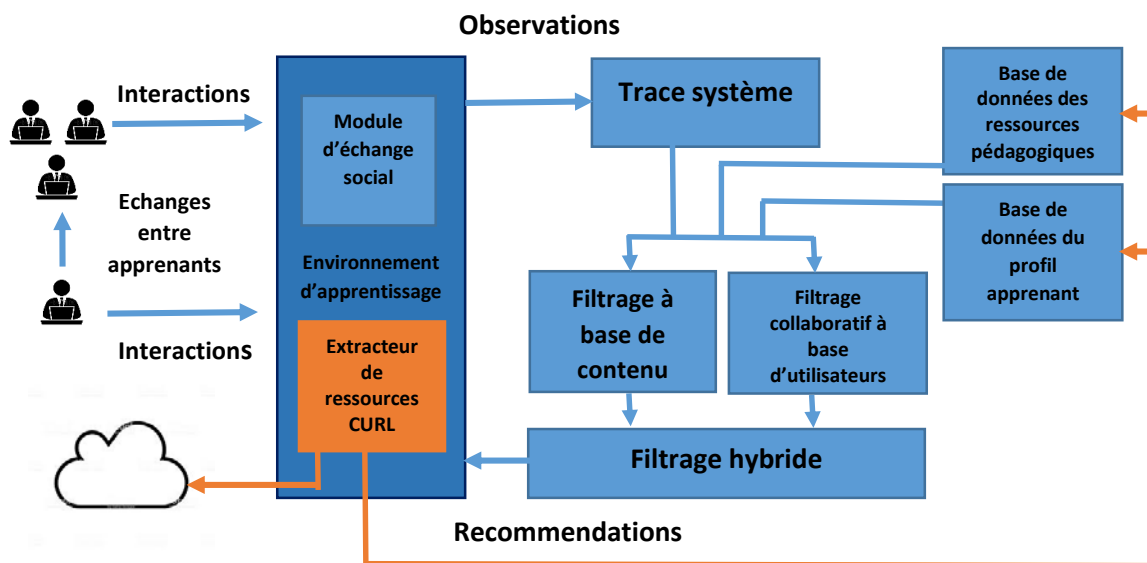 Observations
Interactions
Module
d'échange
social
Trace système
Base de
données des
ressources
pédagogiques
Echanges
entre
apprenants
Base de
données du
profil
apprenant
Environnement
d'apprentissage
Filtrage à
base de
contenu
Filtrage
collaboratif à
base
d'utilisateurs
Interactions
Extracteur
de
ressources
CURL
Filtrage hybride
Recommendations